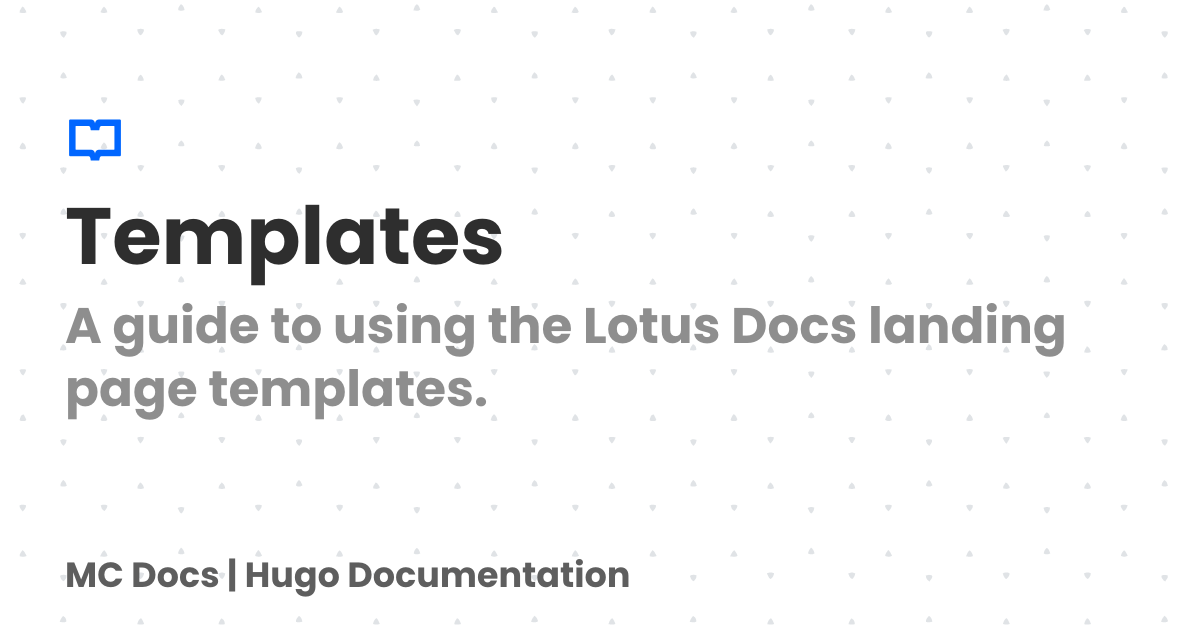 Templates
A guide to using the Lotus Docs landing
page templates.
MC Docs | Hugo Documentation